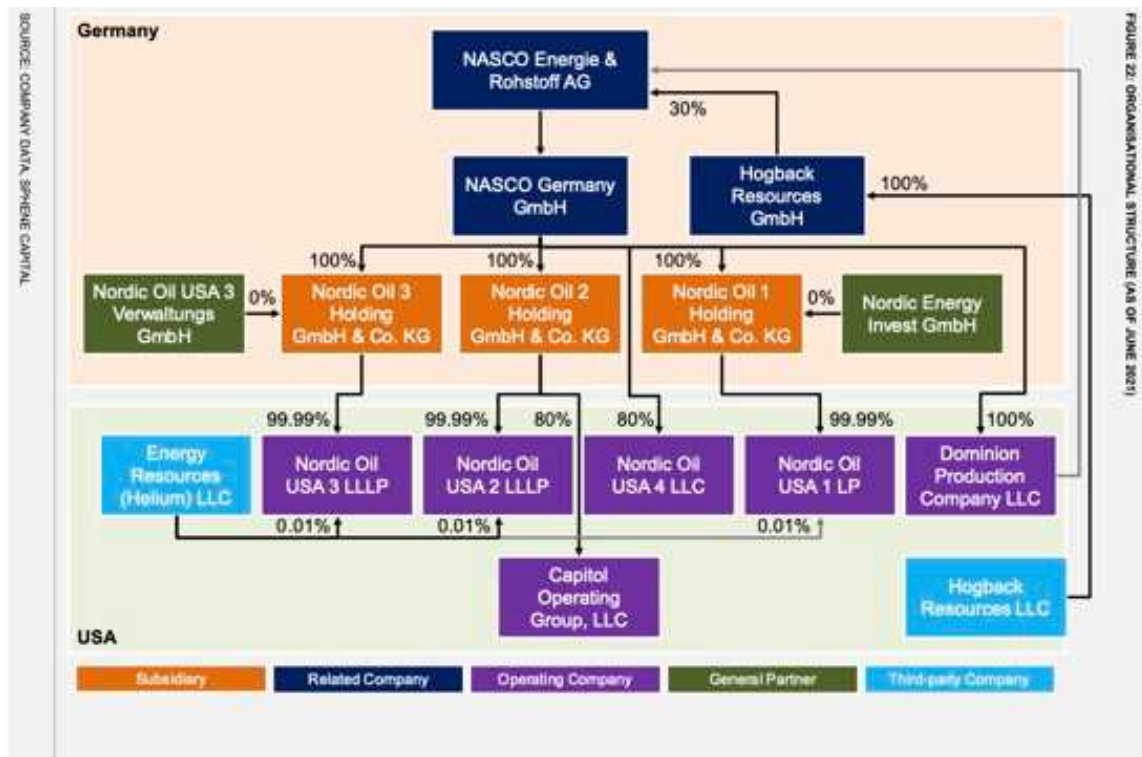 FIGURE 22: ORGANISATIONAL STRUCTURE (AS OF JUNE 2021)
Germany
NASCO Energie &
Rohstoff AG
30%
NASCO Germany
GmbH
Hogback
Resources
GmbH
100%
100%
100%
100%
Nordic Oil USA 3
Verwaltungs
GmbH
0%
Nordic Oil 3
Holding
GmbH & Co. KG
Nordic Oil 2
Holding
GmbH & Co. KG
Nordic Oil 1
Holding
GmbH & Co. KG
0%
Nordic Energy
Invest GmbH
99.99%
99.99%
80%
80%
99.99%
100%
Energy
Resources
(Helium) LLC
Nordic Oil
USA 3 LLLP
Nordic Oil
USA 2 LLLP
Nordic Oil
USA 4 LLC
Nordic Oil
USA 1 LP
Dominion
Production
Company LLC
0.01%
0.01%
0.01%
Capitol
Operating
Group, LLC
Hogback
Resources LLC
USA
Subsidiary
Related Company
Operating Company
General Partner
Third-party Company
SOURCE: COMPANY DATA, SPHENE CAPITAL